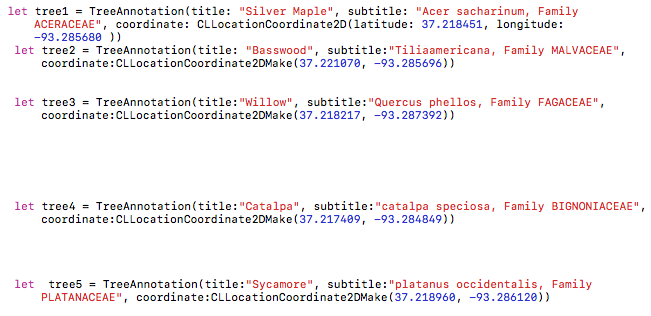 let tree1 = TreeAnnotation(title: "Silver Maple", subtitle: "Acer sacharinum, Family
ACERACEAE", coordinate: CLLocationCoordinate2D(latitude: 37.218451, longitude:
-93.285680 ))
let tree2 = TreeAnnotation(title: "Basswood", subtitle:"Tiliaamericana, Family MALVACEAE",
coordinate:CLLocationCoordinate2DMake(37.221070, -93.285696))
let tree3 = TreeAnnotation(title:"Willow", subtitle:"Quercus phellos, Family FAGACEAE",
coordinate:CLLocationCoordinate2DMake(37.218217, -93.287392))
let tree4 = TreeAnnotation(title:"Catalpa", subtitle:"catalpa speciosa, Family BIGNONIACEAE",
coordinate:CLLocationCoordinate2DMake(37.217409, -93.284849))
let  tree5 = TreeAnnotation(title:"Sycamore", subtitle:"platanus occidentalis, Family
PLATANACEAE", coordinate:CLLocationCoordinate2DMake(37.218960, -93.286120))